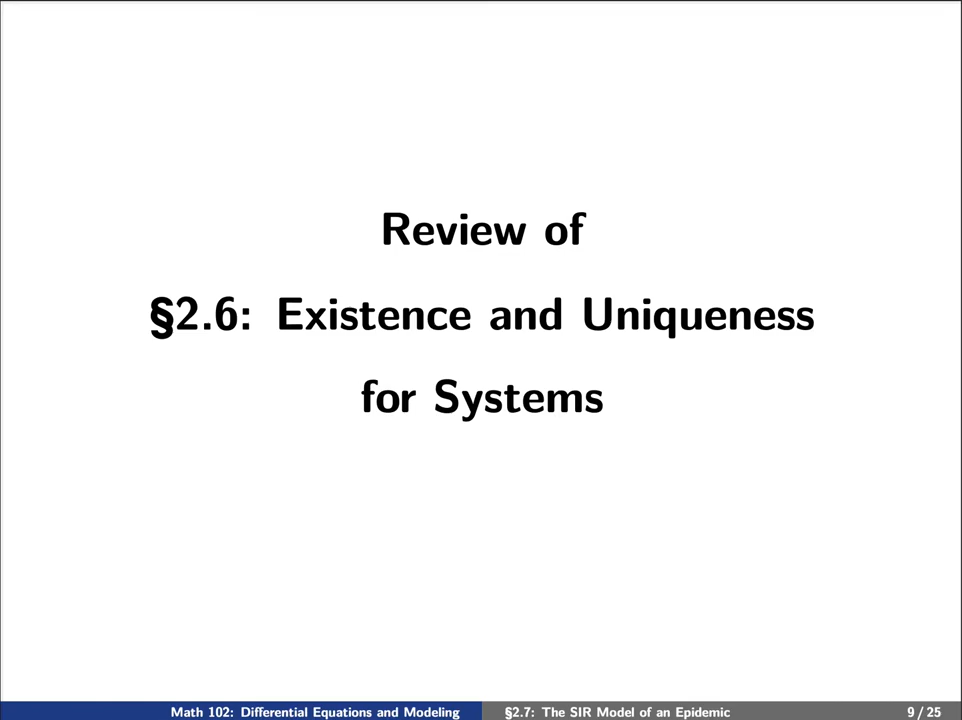 Review of
§2.6: Existence and Uniqueness
for Systems
Math 102: Differential Equations and Modeling
§2.7: The SIR Model of an Epidemic
9 / 25